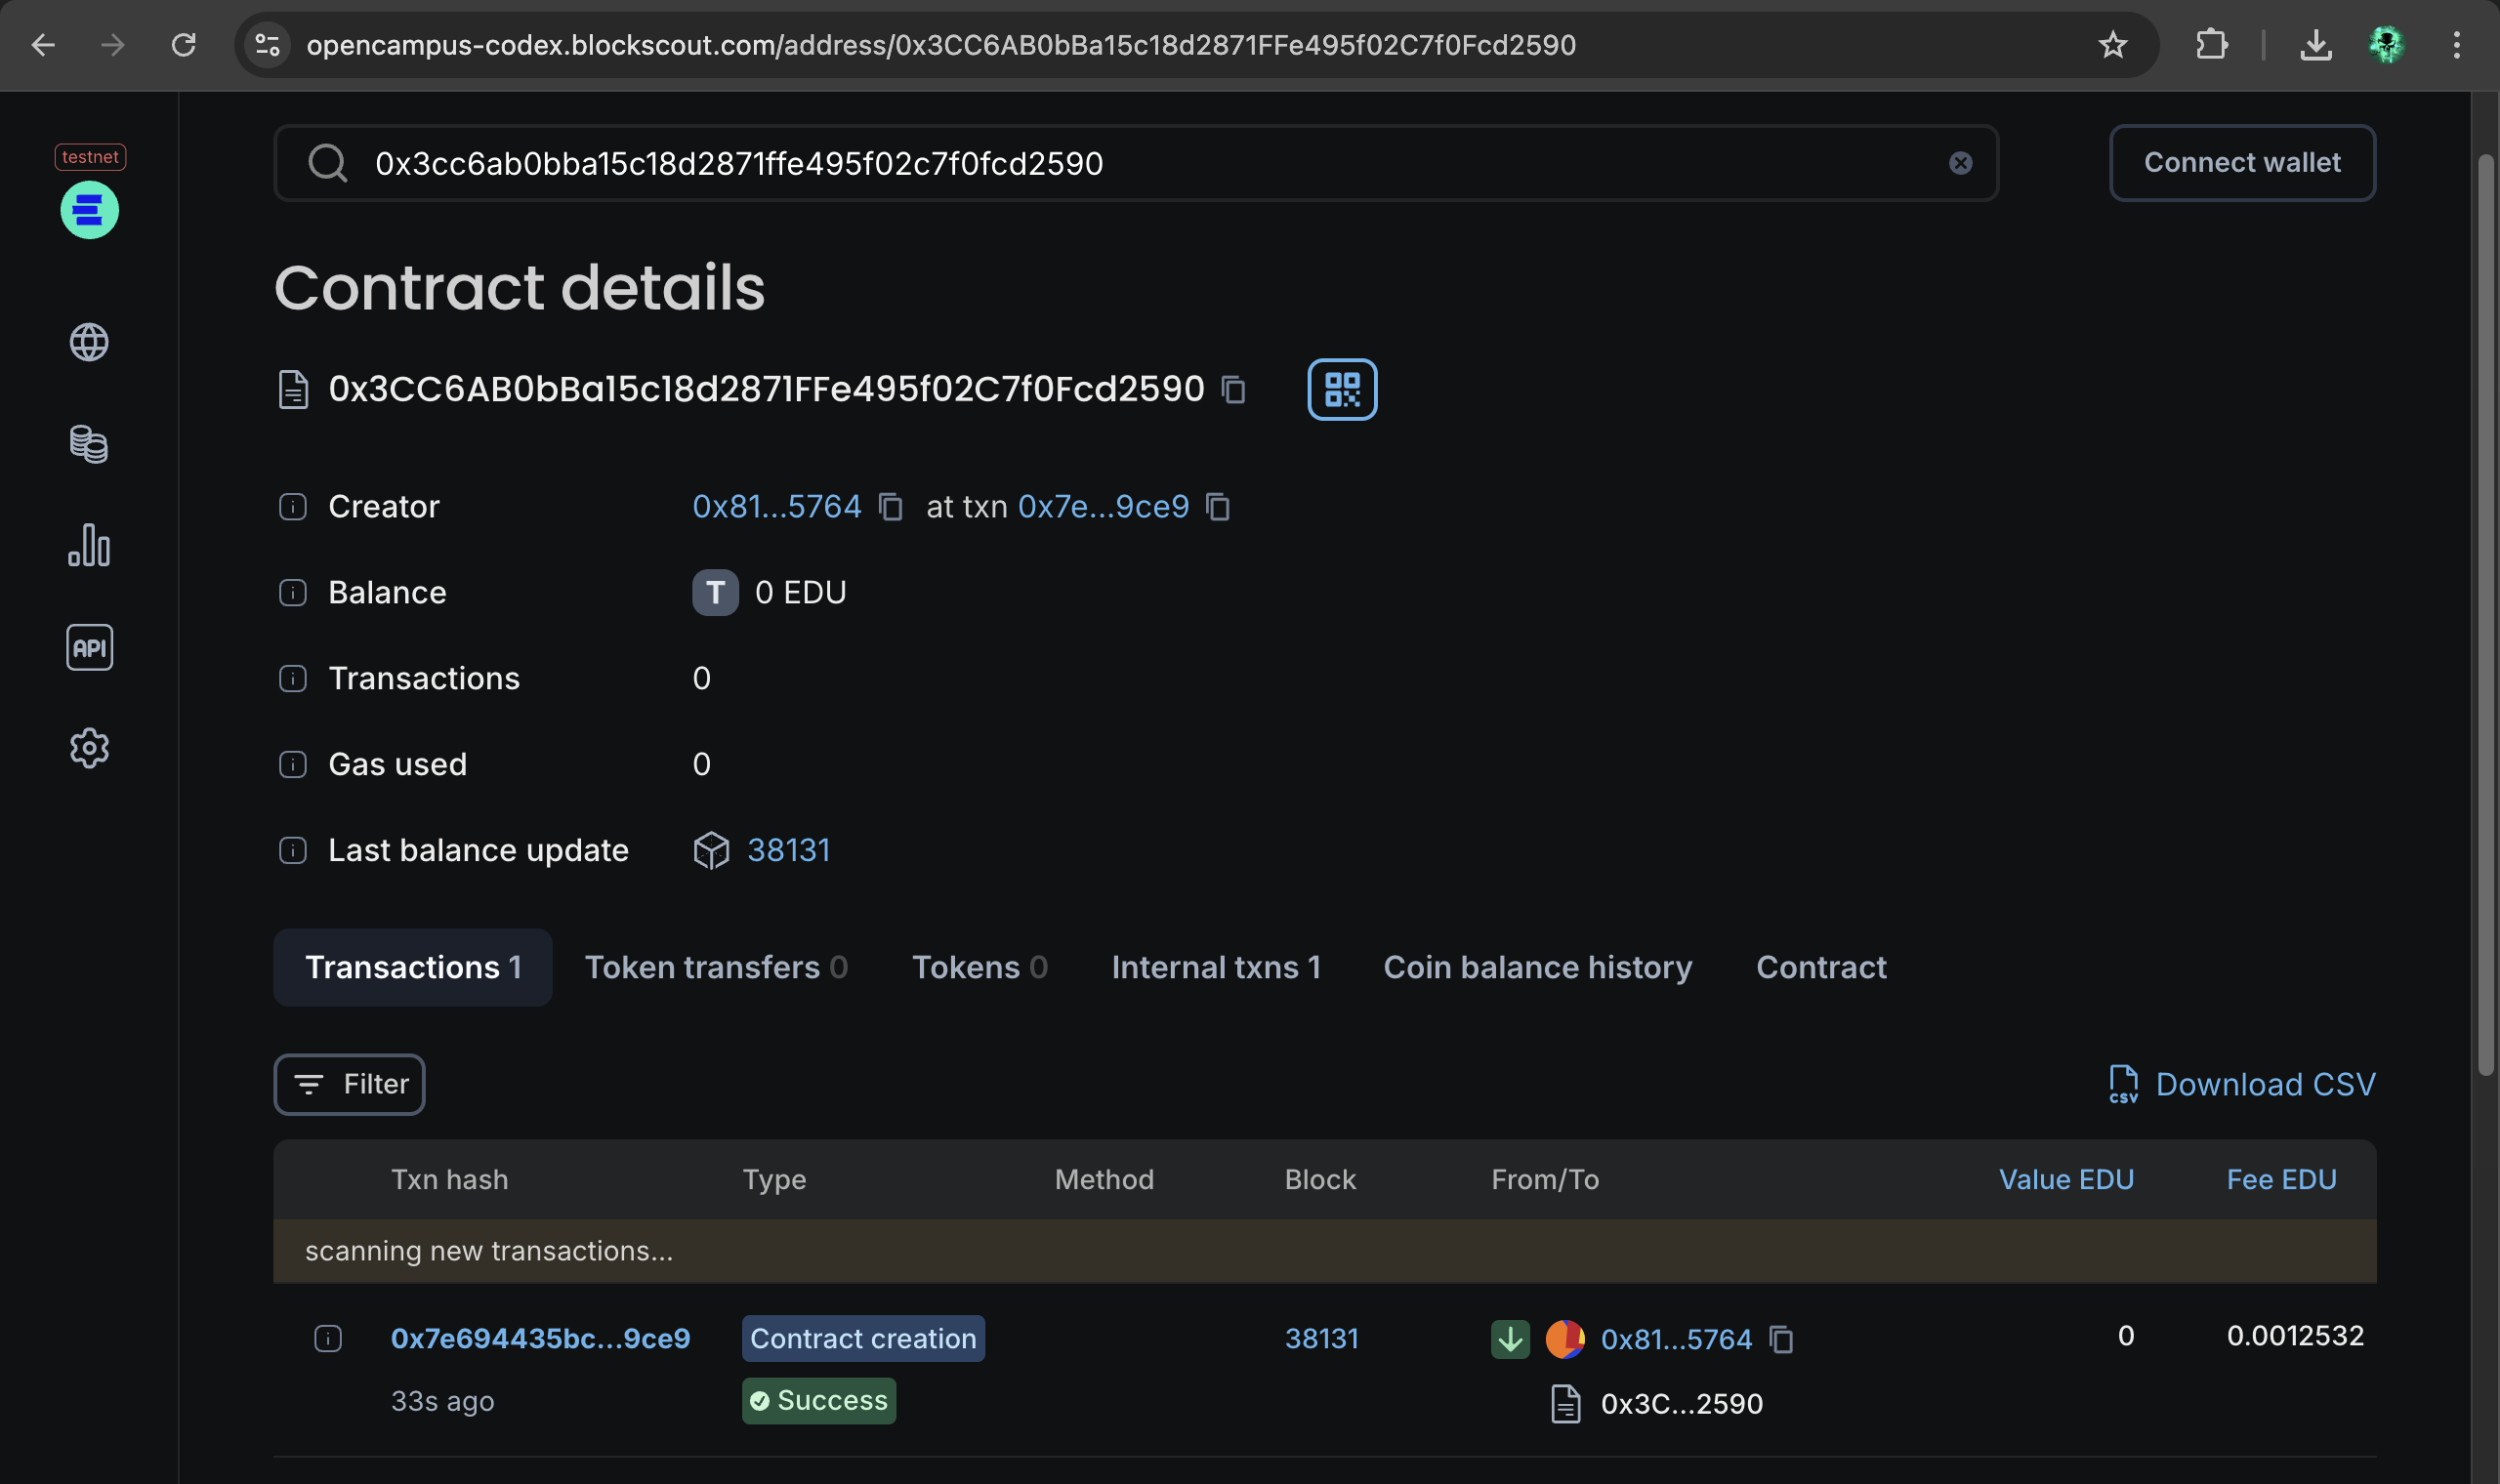 opencampus-codex.blockscout.com/address/0x3CC6AB0bBa15c18d2871FFe495f02C7f0Fcd2590
testnet
0x3cc6ab0bba15c18d2871ffe495f02c7f0fcd2590
Connect wallet
Contract details
0x3CC6AB0bBa15c18d2871FFe495f02C7f0Fcd2590
Creator 0x81...5764 at txn 0x7e...9ce9
Balance T 0 EDU
Transactions 0
API
Gas used 0
Last balance update 38131
Transactions 1 Token transfers 0 Tokens 0 Internal txns 1 Coin balance history Contract
Filter CSV Download CSV
Txn hash Type Method Block From/To Value EDU Fee EDU
scanning new transactions...
0x7e694435bc...9ce9 Contract creation 38131 0x81...5764 0 0.0012532
33s ago Success 0x3C...2590